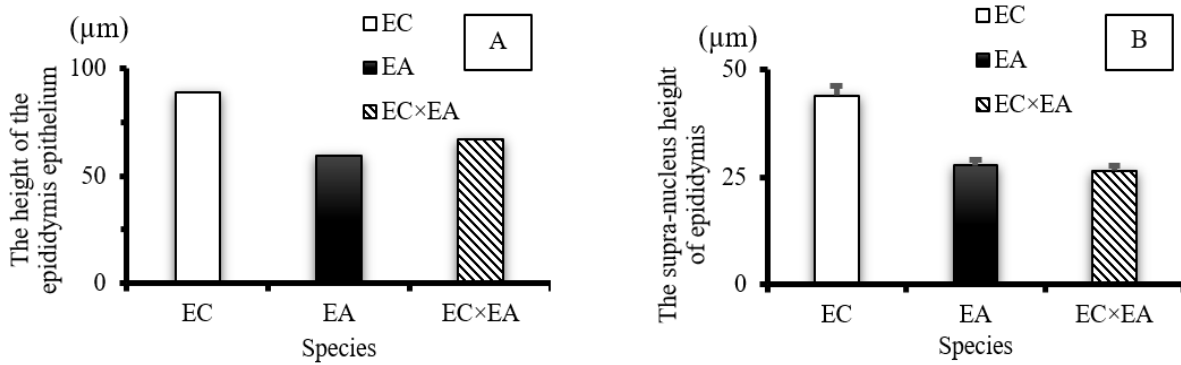 (µm)
The height of the
epididymis epithelium
100
50
0
EC
EA
EC×EA
A
EC
EA
EC×EA
Species
(µm)
The supra-nucleus height
of epididymis
50
25
0
EC
EA
EC×EA
B
EC
EA
EC×EA
Species